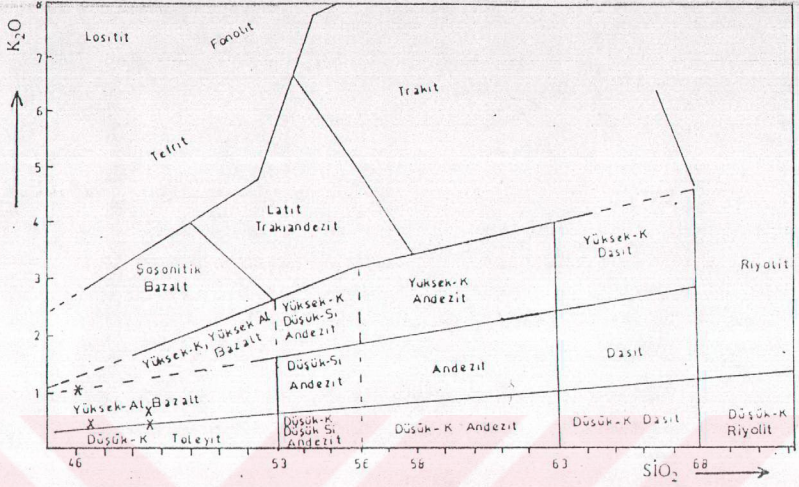 K₂O
8
7
6
5
4
3
2
1
Lösitit
Fonolit
Trakit
Tefrit
Latit
Trakiandezit
Şoşonitik
Bazalt
Yüksek-K
Dasit
Riyolit
Yüksek-K, Yüksek Al
Bazalt
Yüksek-K
Düşük-Si
Andezit
Yüksek-K
Andezit
Düşük-Si
Andezit
Andezit
Dasit
Yüksek-Al, Bazalt
Düşük-K Toleyit
Düşük-K
Düşük Si
Andezit
Düşük-K Andezit
Düşük-K Dasit
Düşük-K
Riyolit
46 53 56 58 63 68
SiO₂